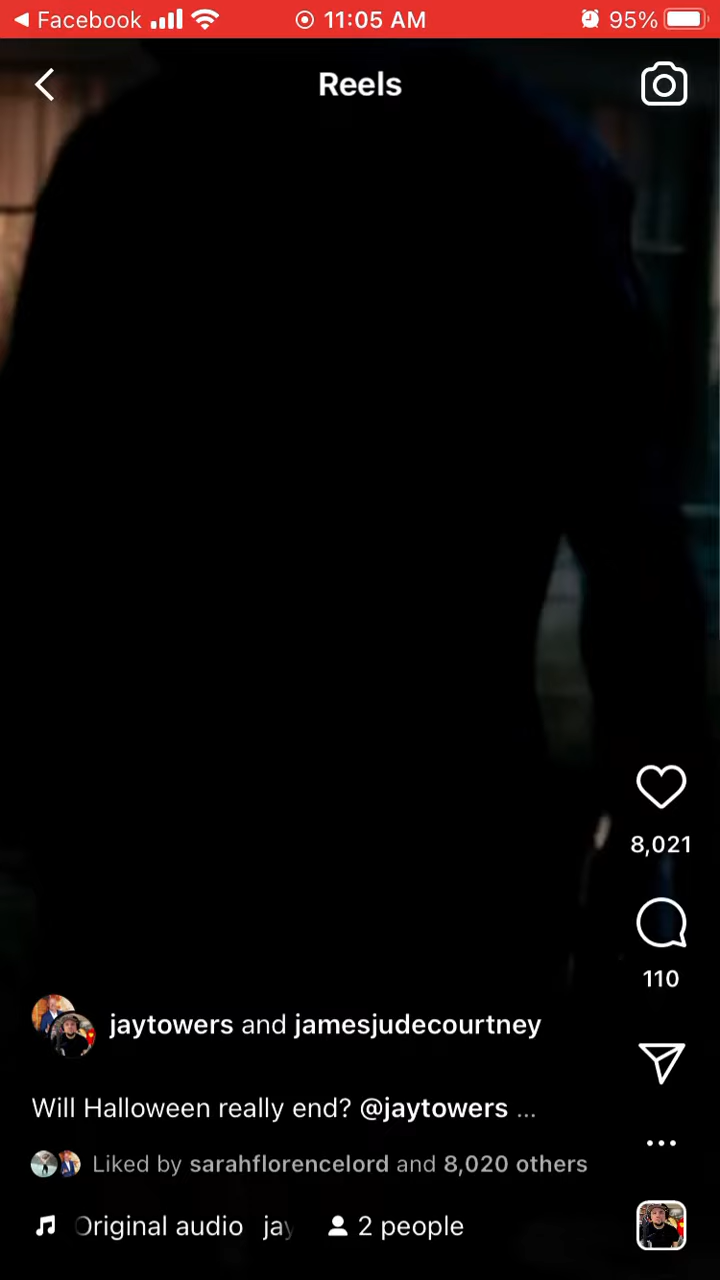 Facebook 11:05 AM 95%
Reels
8,021
110
jaytowers and jamesjudecourtney
Will Halloween really end? @jaytowers ...
Liked by sarahflorencelord and 8,020 others
Original audio jay 2 people